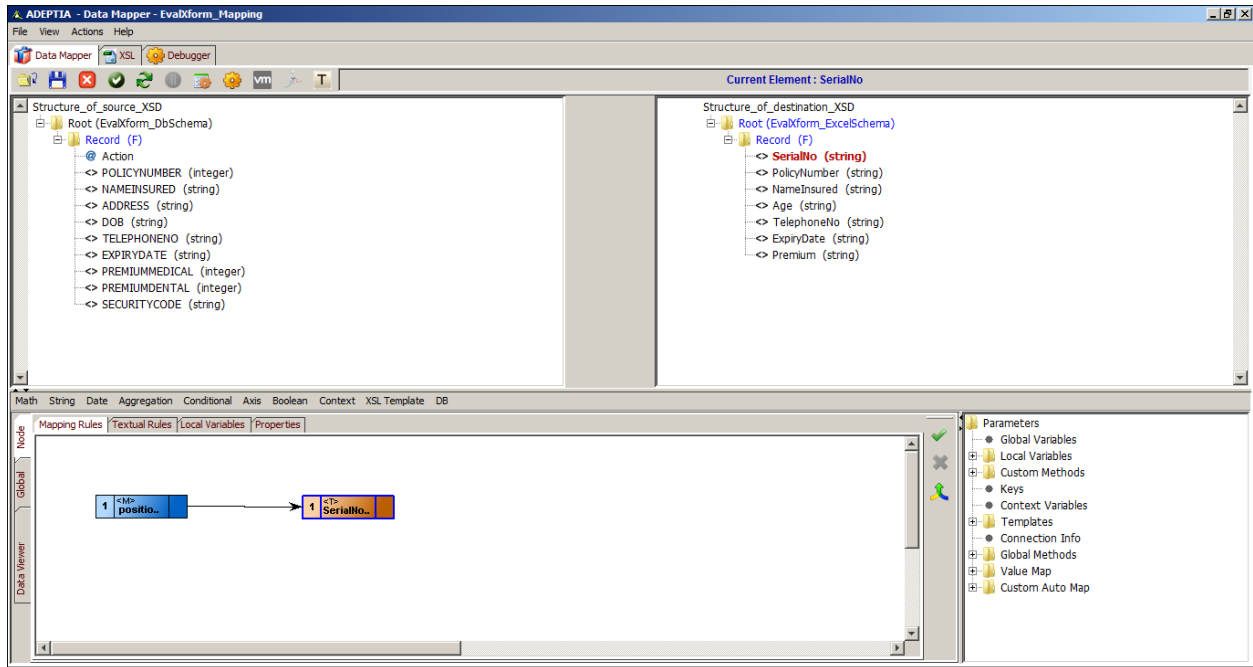 ADEPTIA - Data Mapper - EvalXform_Mapping
File View Actions Help
Data Mapper XSL Debugger
vm T Current Element : SerialNo
Structure_of_source_XSD
Root (EvalXform_DbSchema)
Record (F)
@ Action
<> POLICYNUMBER (integer)
<> NAMEINSURED (string)
<> ADDRESS (string)
<> DOB (string)
<> TELEPHONENO (string)
<> EXPIRYDATE (string)
<> PREMIUMMEDICAL (integer)
<> PREMIUMDENTAL (integer)
<> SECURITYCODE (string)
Structure_of_destination_XSD
Root (EvalXform_ExcelSchema)
Record (F)
<> SerialNo (string)
<> PolicyNumber (string)
<> NameInsured (string)
<> Age (string)
<> TelephoneNo (string)
<> ExpiryDate (string)
<> Premium (string)
Math String Date Aggregation Conditional Axis Boolean Context XSL Template DB
Node
Global
Data Viewer
Mapping Rules Textual Rules Local Variables Properties
1 <M> positio..
1 <T> SerialNo..
Parameters
Global Variables
Local Variables
Custom Methods
Keys
Context Variables
Templates
Connection Info
Global Methods
Value Map
Custom Auto Map